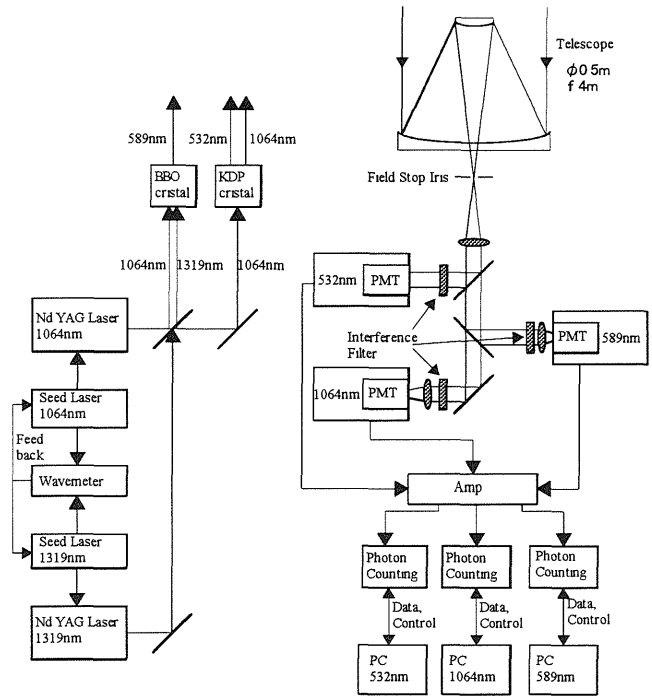 Telescope
φ0 5m
f 4m
589nm
532nm
1064nm
BBO
cristal
KDP
cristal
Field Stop Iris
1064nm
1319nm
1064nm
532nm
PMT
Nd YAG Laser
1064nm
Interference
Filter
PMT
589nm
1064nm
PMT
Seed Laser
1064nm
Feed
back
Wavemeter
Amp
Seed Laser
1319nm
Photon
Counting
Photon
Counting
Photon
Counting
Nd YAG Laser
1319nm
Data,
Control
Data,
Control
Data,
Control
PC
532nm
PC
1064nm
PC
589nm